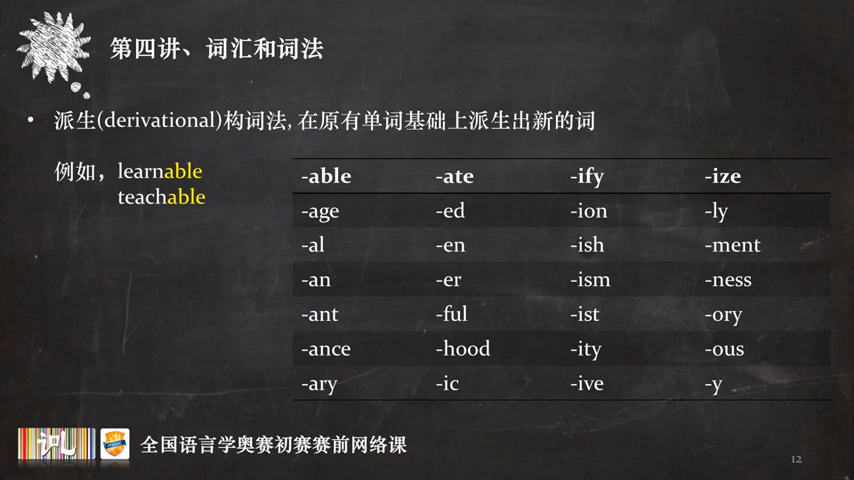 第四讲、词汇和词法
• 派生(derivational)构词法, 在原有单词基础上派生出新的词
例如，learnable
teachable
-able -ate -ify -ize
-age -ed -ion -ly
-al -en -ish -ment
-an -er -ism -ness
-ant -ful -ist -ory
-ance -hood -ity -ous
-ary -ic -ive -y
全国语言学奥赛初赛赛前网络课
12